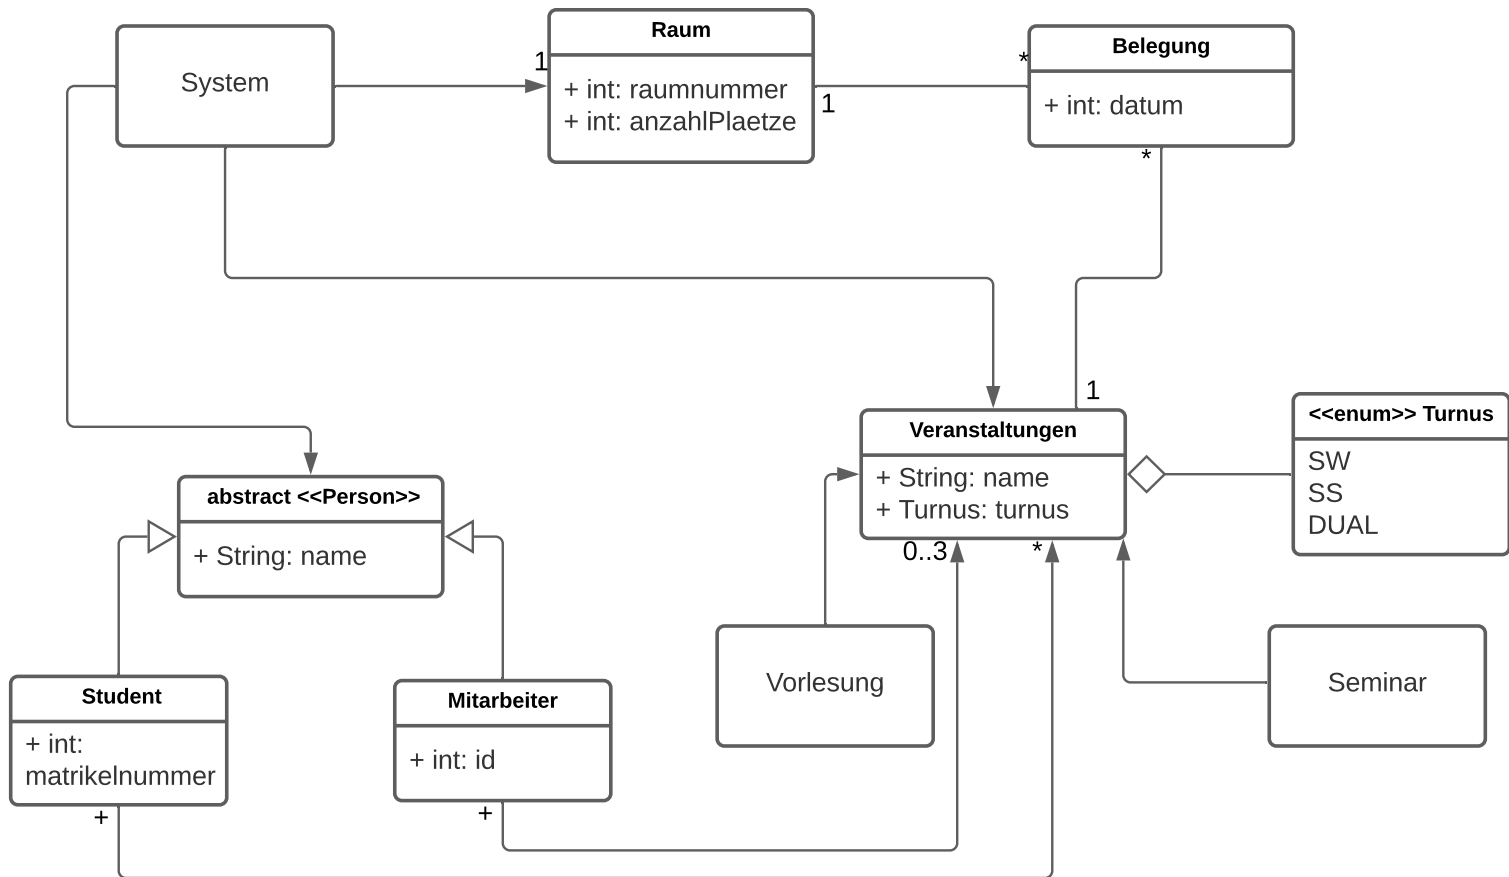 System
Raum
+ int: raumnummer
+ int: anzahlPlaetze
1
1
Belegung
+ int: datum
*
*
1
Veranstaltungen
+ String: name
+ Turnus: turnus
0..3
*
<<enum>> Turnus
SW
SS
DUAL
abstract <<Person>>
+ String: name
Student
+ int:
matrikelnummer
+
Mitarbeiter
+ int: id
+
Vorlesung
Seminar